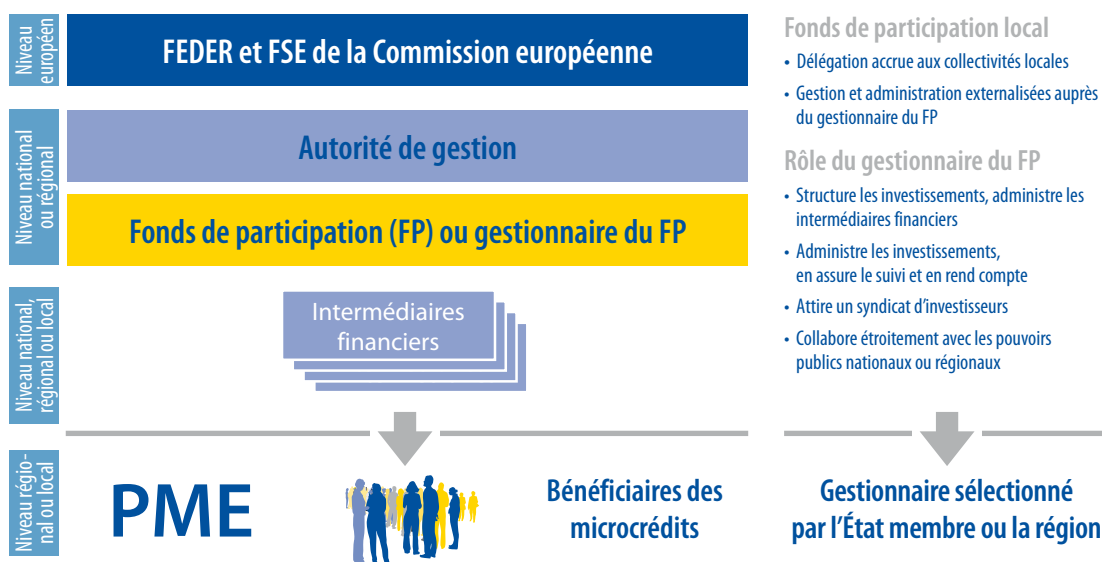 Niveau
européen
FEDER et FSE de la Commission européenne
Niveau national
ou régional
Autorité de gestion
Fonds de participation (FP) ou gestionnaire du FP
Niveau national,
régional ou local
Intermédiaires
financiers
Niveau régio-
nal ou local
PME
Bénéficiaires des
microcrédits
Fonds de participation local
• Délégation accrue aux collectivités locales
• Gestion et administration externalisées auprès
du gestionnaire du FP
Rôle du gestionnaire du FP
• Structure les investissements, administre les
intermédiaires financiers
• Administre les investissements,
en assure le suivi et en rend compte
• Attire un syndicat d’investisseurs
• Collabore étroitement avec les pouvoirs
publics nationaux ou régionaux
Gestionnaire sélectionné
par l’État membre ou la région